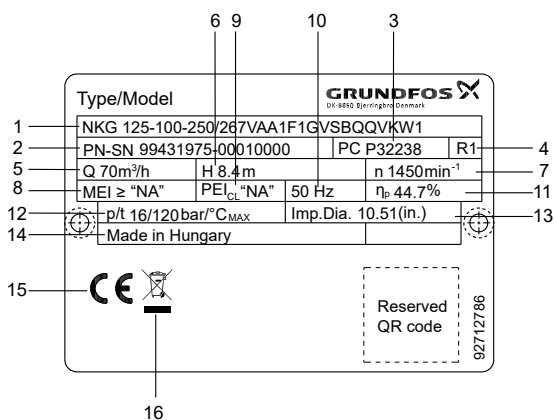 6 9 10 3
Type/Model
GRUNDFOS
DK-8850 Bjerringbro Denmark
1 NKG 125-100-250/267VAA1F1GVSBQQVKW1
2 PN-SN 99431975-00010000 PC P32238 R1 4
5 Q 70m³/h H 8.4m n 1450min⁻¹ 7
8 MEI ≥ “NA” PEI CL “NA” 50 Hz ηp 44.7% 11
12 p/t 16/120bar/°C MAX Imp.Dia. 10.51(in.) 13
14 Made in Hungary
15 CE
Reserved
QR code
92712786
16